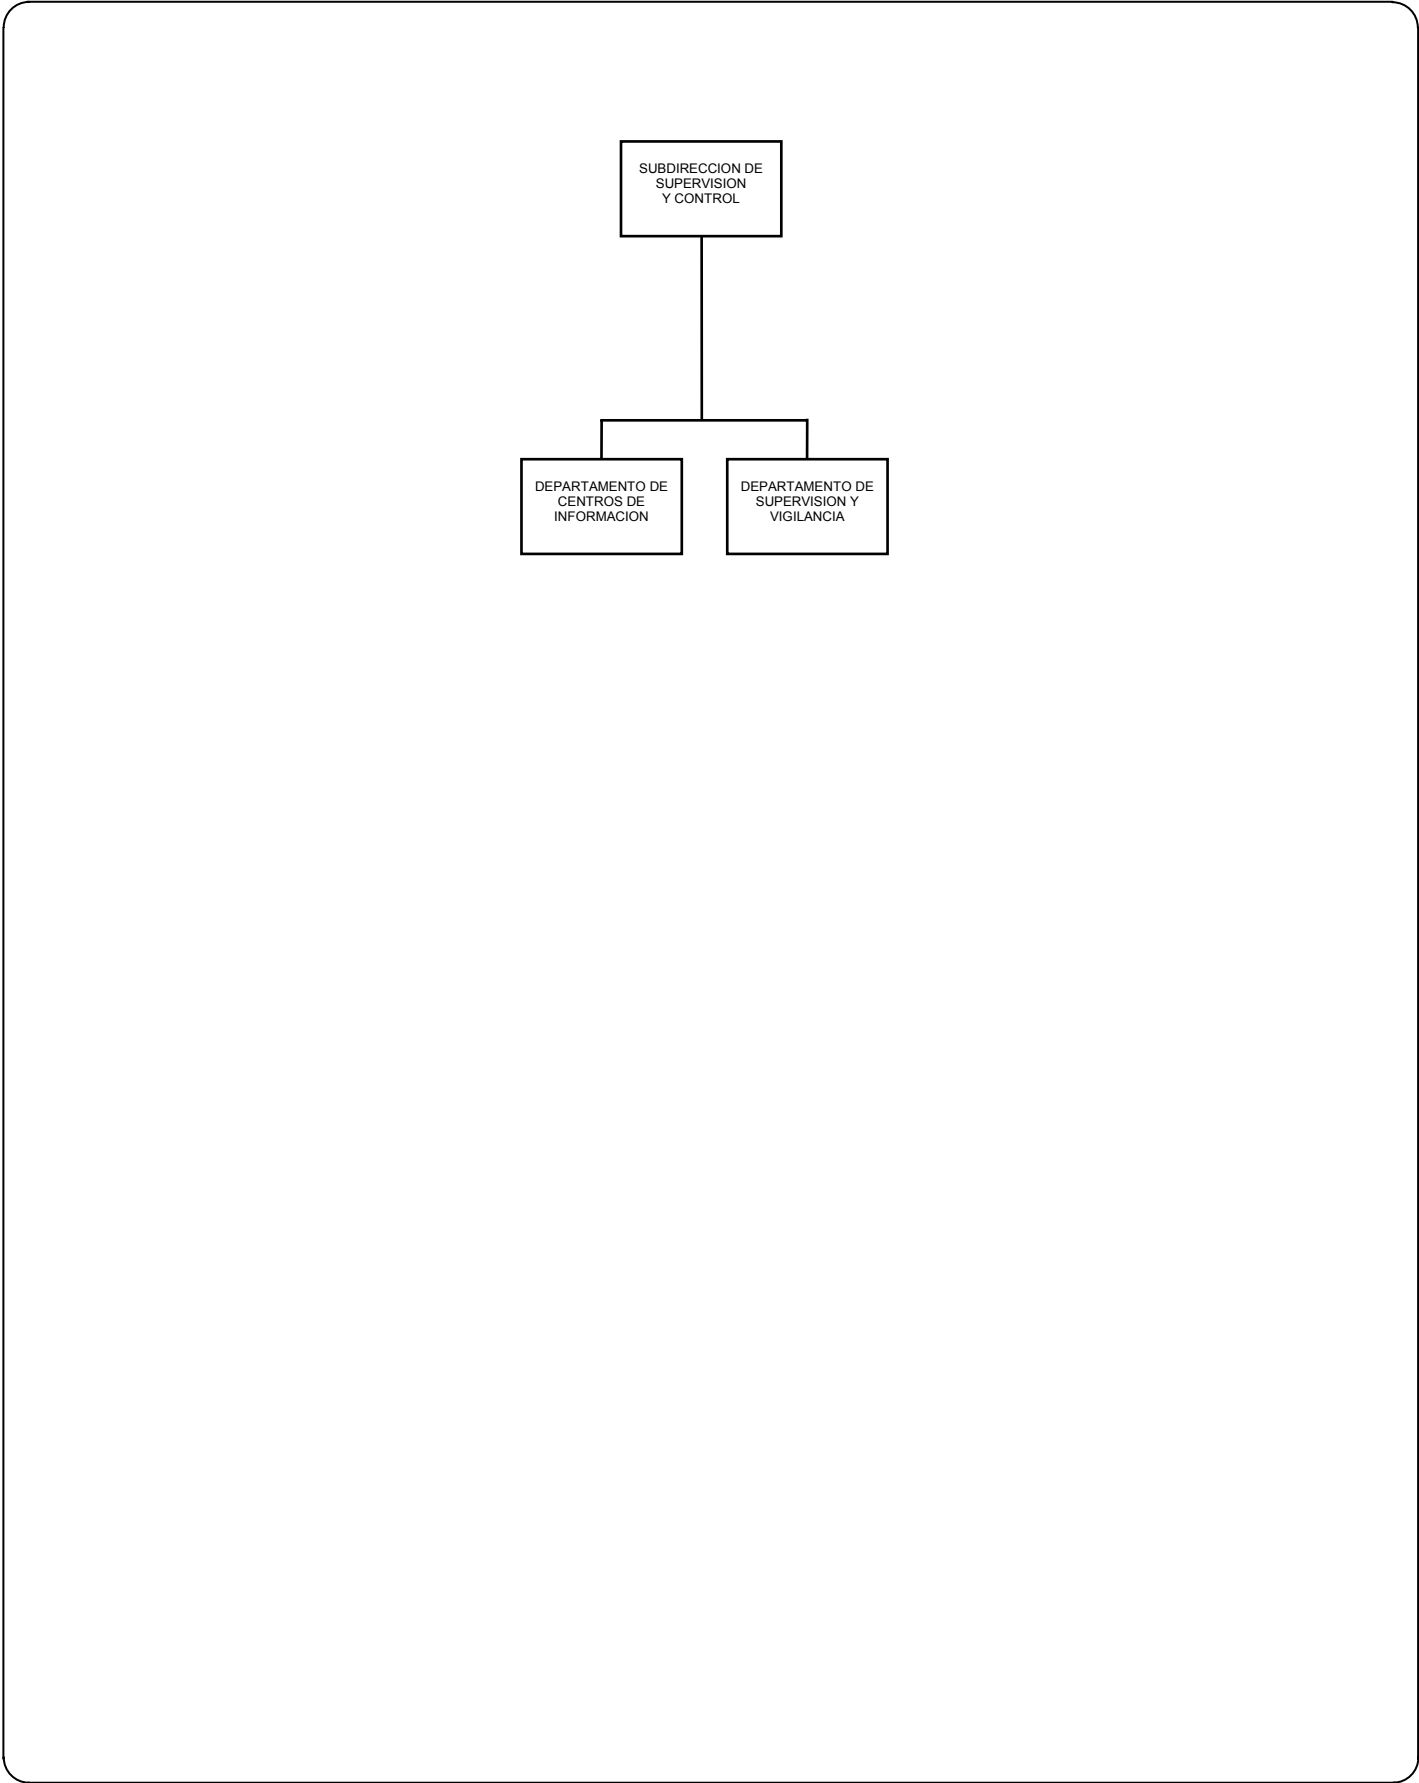 SUBDIRECCION DE
SUPERVISION
Y CONTROL
DEPARTAMENTO DE
CENTROS DE
INFORMACION
DEPARTAMENTO DE
SUPERVISION Y
VIGILANCIA